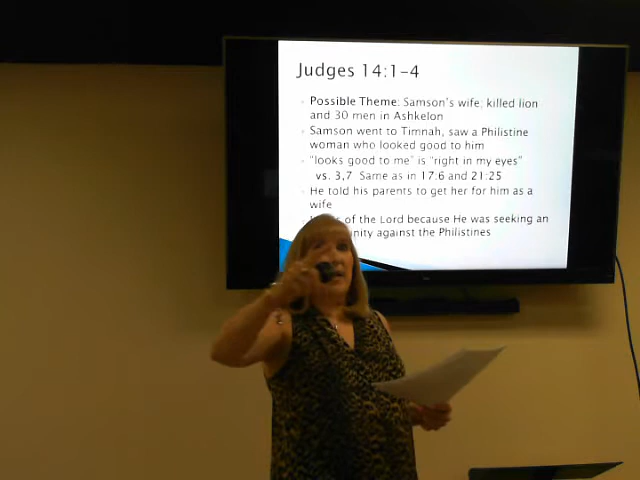 Judges 14:1-4
Possible Theme: Samson's wife; killed lion
and 30 men in Ashkelon
Samson went to Timnah, saw a Philistine
woman who looked good to him
"looks good to me" is "right in my eyes"
vs. 3,7 Same as in 17:6 and 21:25
He told his parents to get her for him as a
wife
of the Lord because He was seeking an
nity against the Philistines